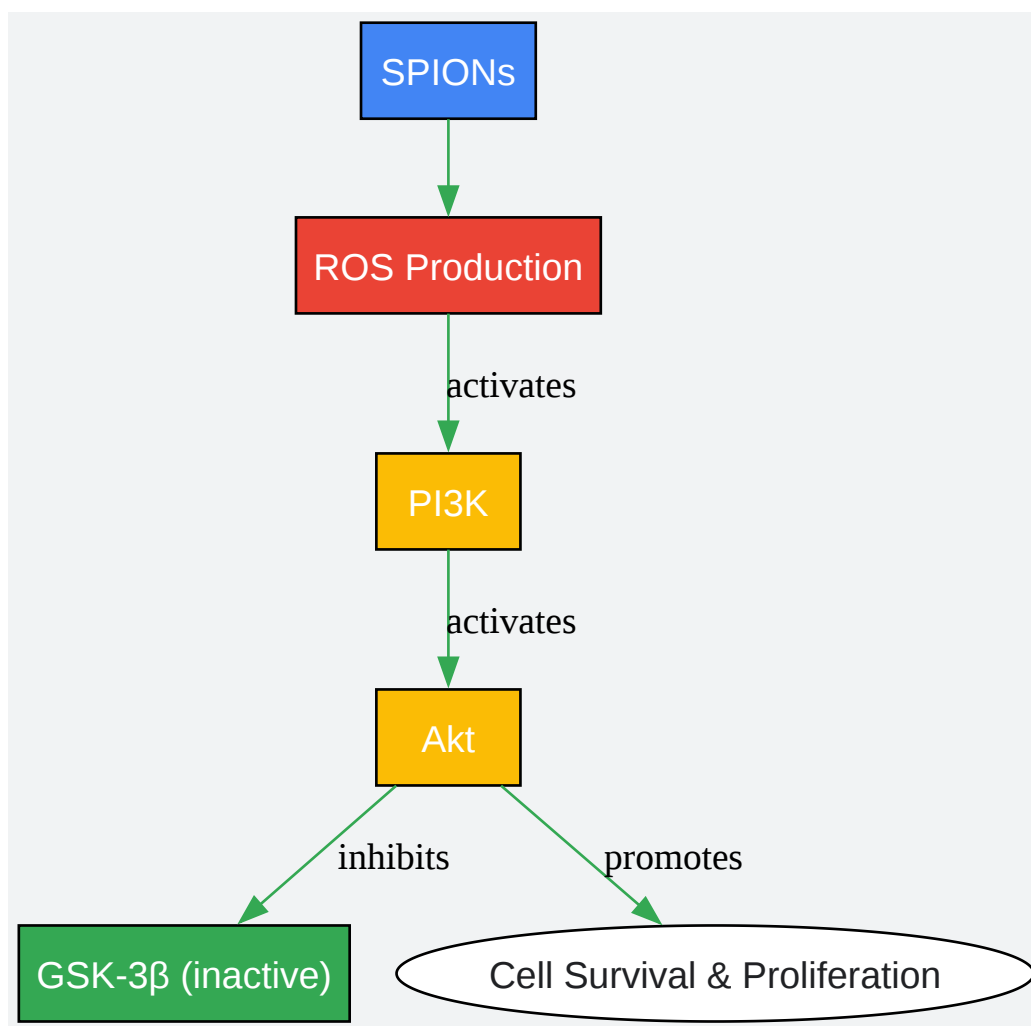 SPIONs
ROS Production
activates
PI3K
activates
Akt
inhibits
promotes
GSK-3β (inactive)
Cell Survival & Proliferation